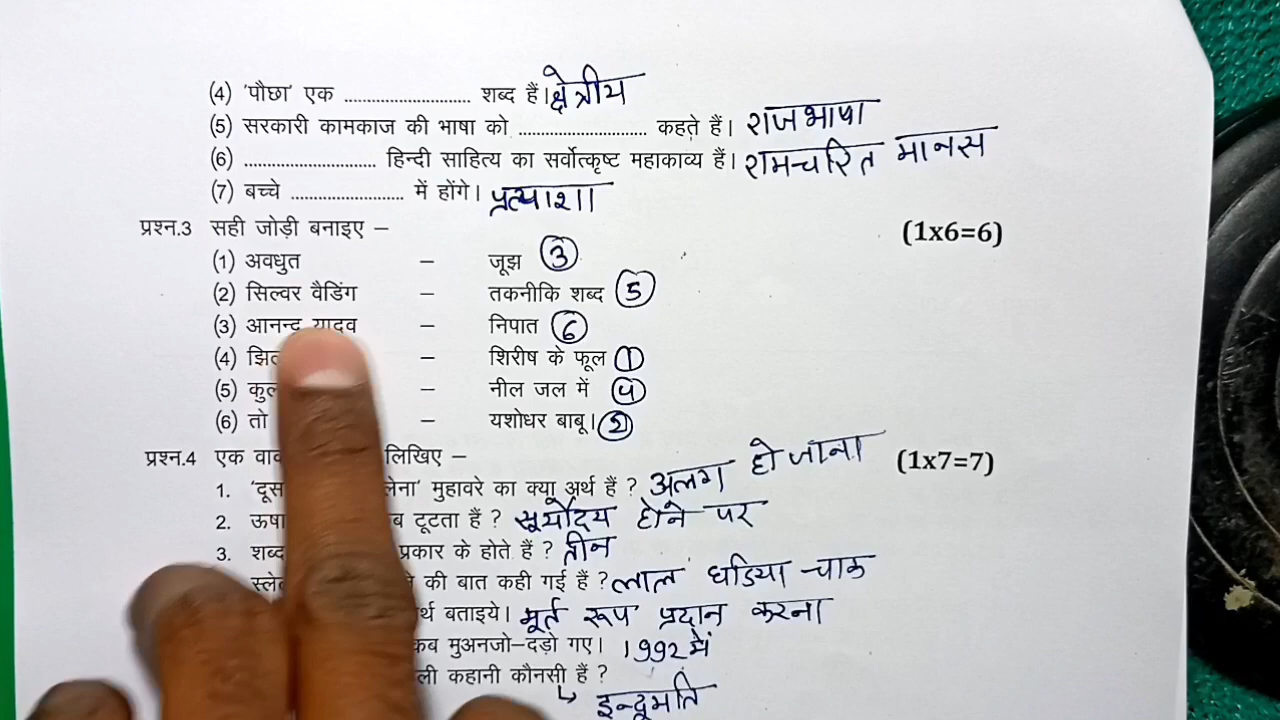 (4) 'पौछा' एक ............................ शब्द हैं। क्षेत्रीय
(5) सरकारी कामकाज की भाषा को ............................ कहते हैं। राजभाषा
(6) ............................ हिन्दी साहित्य का सर्वोत्कृष्ट महाकाव्य हैं। रामचरित मानस
(7) बच्चे ........................ में होंगे। प्रत्याशा
प्रश्न.3 सही जोड़ी बनाइए – (1x6=6)
(1) अवधुत – जूझ 3
(2) सिल्वर वैडिंग – तकनीकि शब्द 5
(3) आनन्द यादव – निपात 6
(4) – शिरीष के फूल 1
(5) – नील जल में 4
(6) तो – यशोधर बाबू। 2
प्रश्न.4 एक लिखिए – (1x7=7)
1. लेना' मुहावरे का क्या अर्थ हैं ? अलग हो जाना
2. ऊषा टूटता हैं ? सूर्योदय होने पर
3. शब्द प्रकार के होते हैं ? तीन
की बात कही गई हैं ? लाल घडिया चाक
बताइये। मूर्त रूप प्रदान करना
कब मुअनजो–दड़ो गए। 1992 में
कहानी कौनसी हैं ?
↳ इन्दूमति